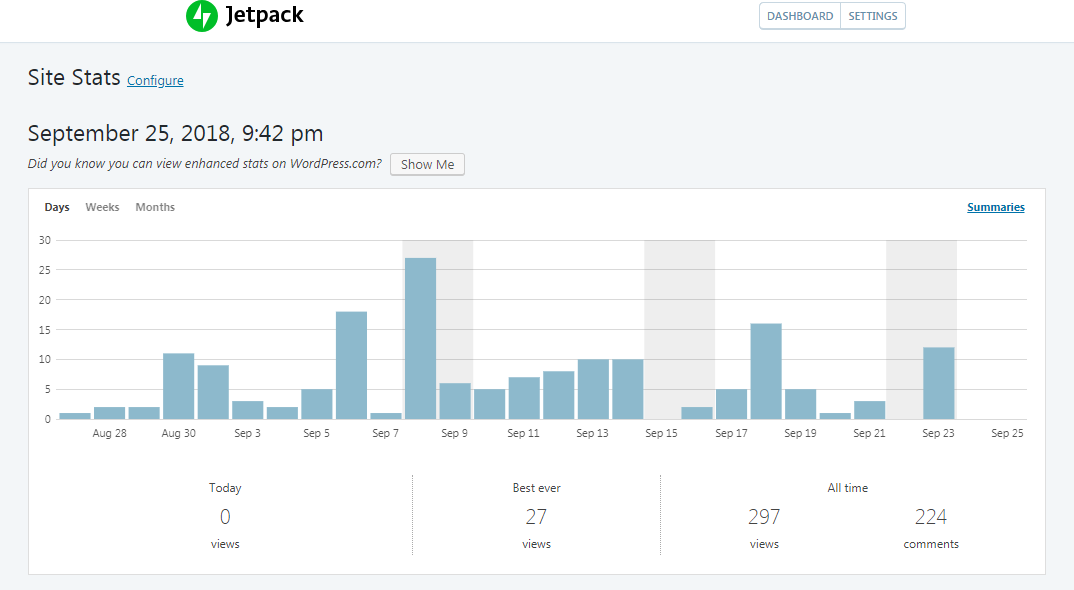 Jetpack
DASHBOARD SETTINGS
Site Stats Configure
September 25, 2018, 9:42 pm
Did you know you can view enhanced stats on WordPress.com? Show Me
Days Weeks Months Summaries
30
25
20
15
10
5
0
Aug 28 Aug 30 Sep 3 Sep 5 Sep 7 Sep 9 Sep 11 Sep 13 Sep 15 Sep 17 Sep 19 Sep 21 Sep 23 Sep 25
Today Best ever All time
0 27 297 224
views views views comments